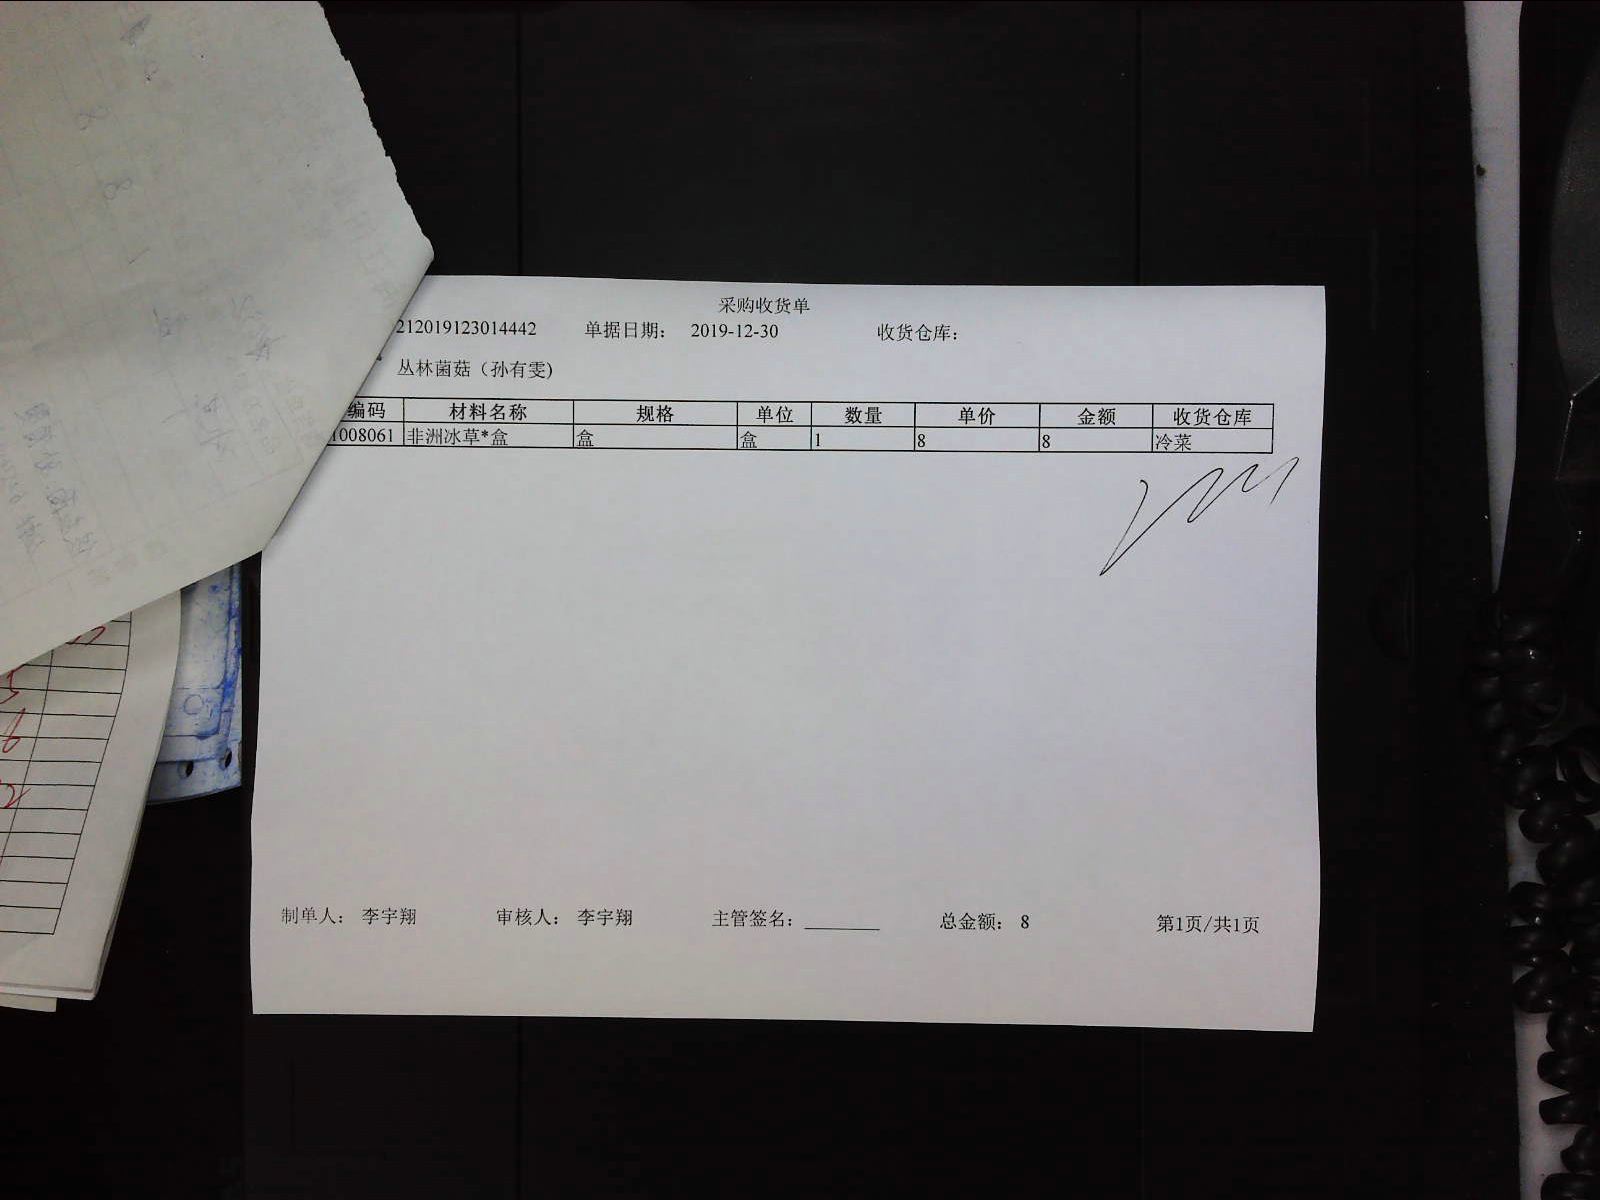 采购收货单
212019123014442 单据日期: 2019-12-30 收货仓库:
丛林菌菇（孙有雯)
编码 材料名称 规格 单位 数量 单价 金额 收货仓库
1008061 非洲冰草*盒 盒 盒 1 8 8 冷菜
制单人: 李宇翔 审核人: 李宇翔 主管签名: ________ 总金额: 8 第1页/共1页